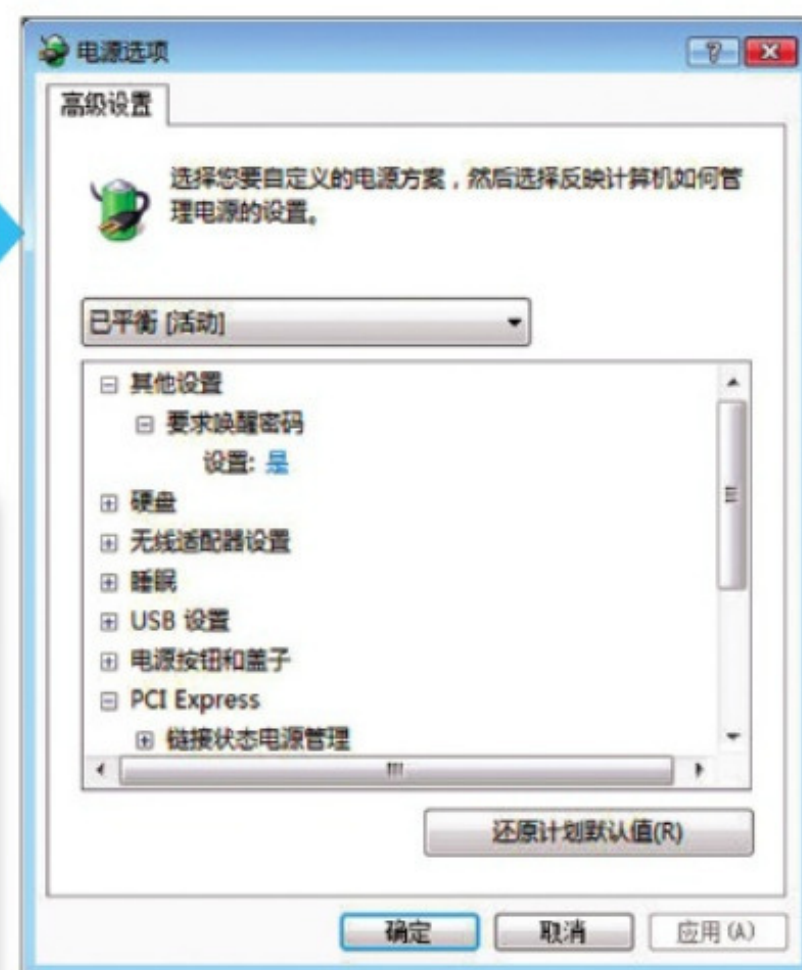 电源选项
高级设置
选择您要自定义的电源方案，然后选择反映计算机如何管
理电源的设置。
已平衡 [活动]
其他设置
要求唤醒密码
设置: 是
硬盘
无线适配器设置
睡眠
USB 设置
电源按钮和盖子
PCI Express
链接状态电源管理
还原计划默认值(R)
确定 取消 应用(A)